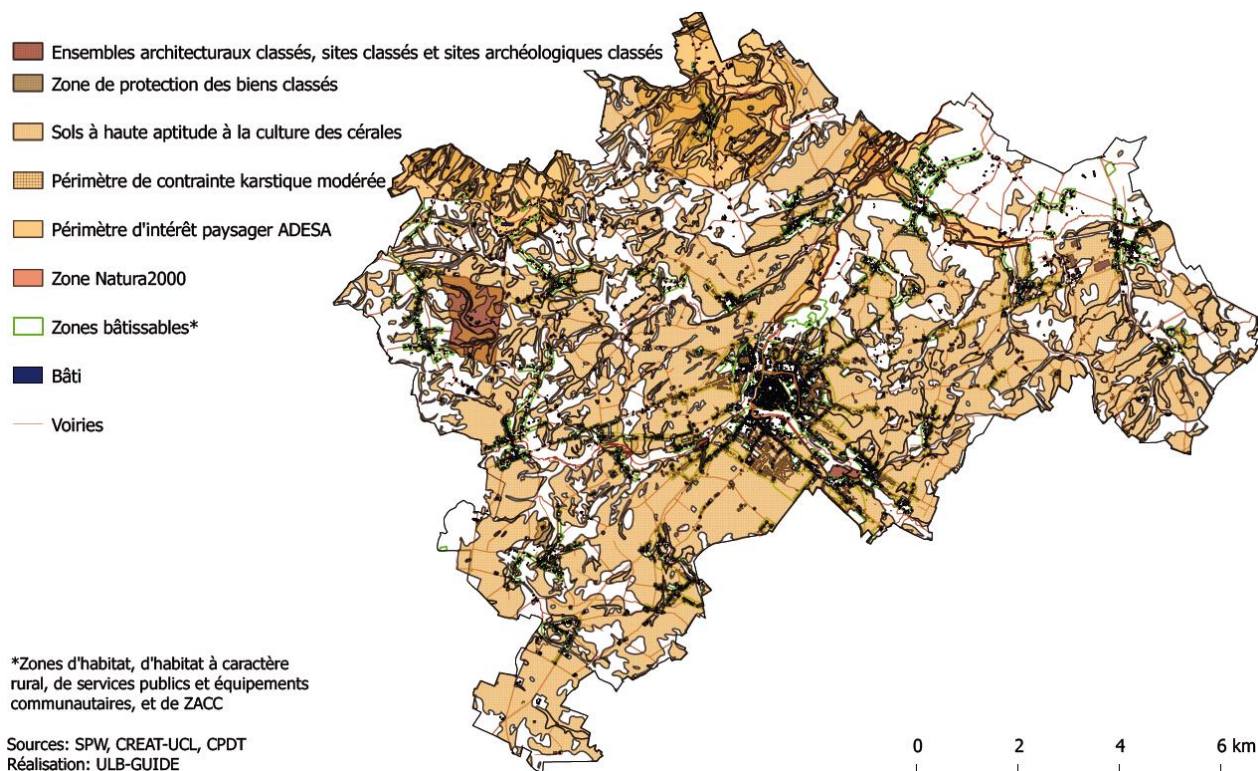 Ensembles architecturaux classés, sites classés et sites archéologiques classés
Zone de protection des biens classés
Sols à haute aptitude à la culture des cérales
Périmètre de contrainte karstique modérée
Périmètre d'intérêt paysager ADESA
Zone Natura2000
Zones bâtissables*
Bâti
Voiries
*Zones d'habitat, d'habitat à caractère
rural, de services publics et équipements
communautaires, et de ZACC
Sources: SPW, CREAT-UCL, CPDT
Réalisation: ULB-GUIDE
0 2 4 6 km